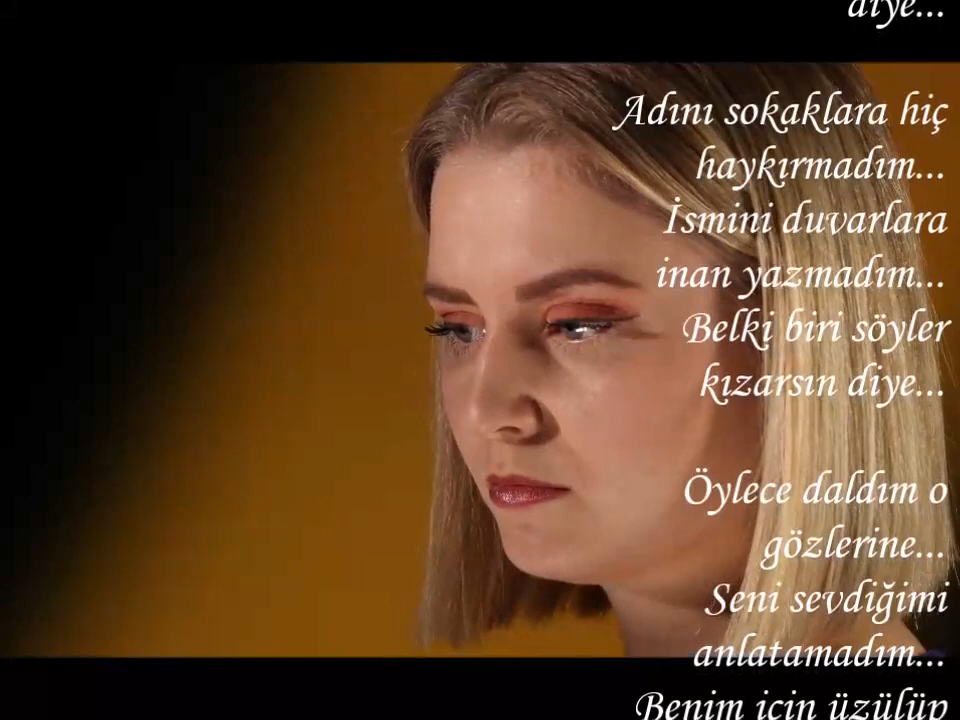 diye...
Adını sokaklara hiç
haykırmadım...
İsmini duvarlara
inan yazmadım...
Belki biri söyler
kızarsın diye...
Öylece daldım o
gözlerine...
Seni sevdiğimi
anlatamadım...
Benim için üzülüp